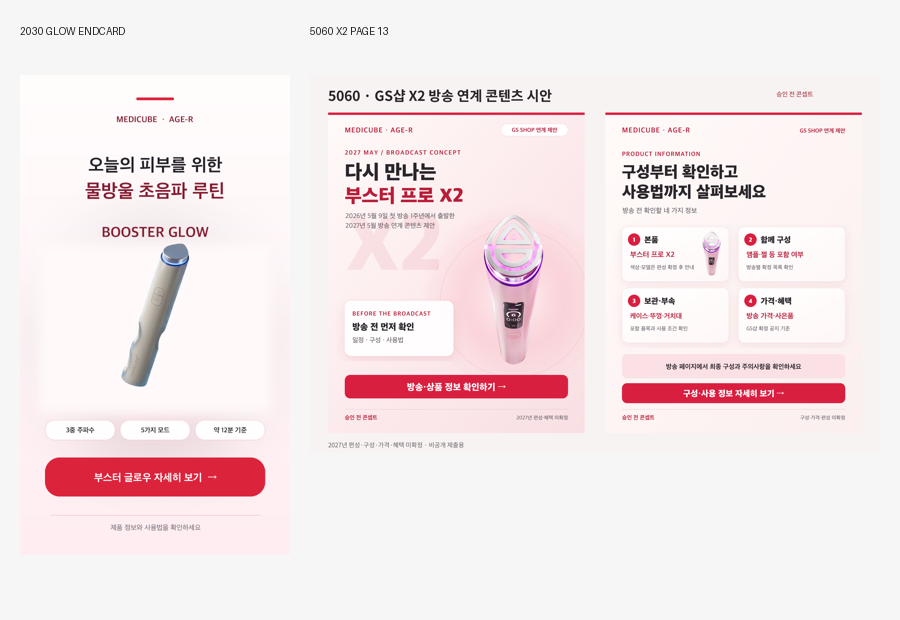 2030 GLOW ENDCARD
MEDICUBE · AGE-R
오늘의 피부를 위한
물방울 초음파 루틴
BOOSTER GLOW
3중 주파수
5가지 모드
약 12분 기준
부스터 글로우 자세히 보기 →
제품 정보와 사용법을 확인하세요
5060 X2 PAGE 13
5060 · GS샵 X2 방송 연계 콘텐츠 시안
승인 전 콘셉트
MEDICUBE · AGE-R
GS SHOP 연계 제안
2027 MAY / BROADCAST CONCEPT
다시 만나는
부스터 프로 X2
2026년 5월 9일 첫 방송 1주년에서 출발한
2027년 5월 방송 연계 콘텐츠 제안
X2
BEFORE THE BROADCAST
방송 전 먼저 확인
일정 · 구성 · 사용법
방송·상품 정보 확인하기 →
승인 전 콘셉트
2027년 편성·혜택 미확정
MEDICUBE · AGE-R
GS SHOP 연계 제안
PRODUCT INFORMATION
구성부터 확인하고
사용법까지 살펴보세요
방송 전 확인할 네 가지 정보
1 본품
부스터 프로 X2
색상·모델은 편성 확정 후 안내
2 함께 구성
앰플·젤 등 포함 여부
방송별 확정 목록 확인
3 보관·부속
케이스·뚜껑·거치대
포함 품목과 사용 조건 확인
4 가격·혜택
방송 가격·사은품
GS샵 확정 공지 기준
방송 페이지에서 최종 구성과 주의사항을 확인하세요
구성·사용 정보 자세히 보기 →
승인 전 콘셉트
구성·가격·편성 미확정
2027년 편성·구성·가격·혜택 미확정 · 비공개 제출용